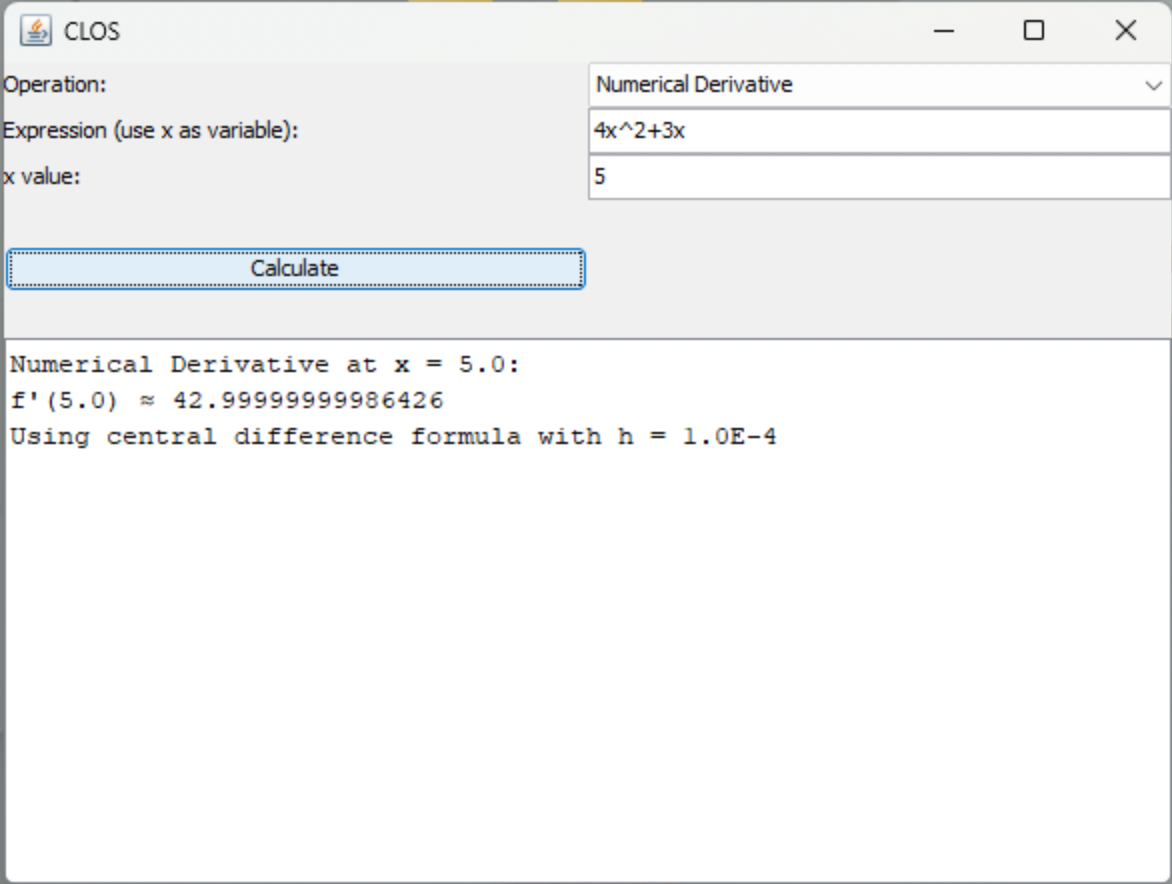 CLOS
Operation:
Numerical Derivative
Expression (use x as variable):
4x^2+3x
x value:
5
Calculate
Numerical Derivative at x = 5.0:
f'(5.0) ≈ 42.99999999986426
Using central difference formula with h = 1.0E-4